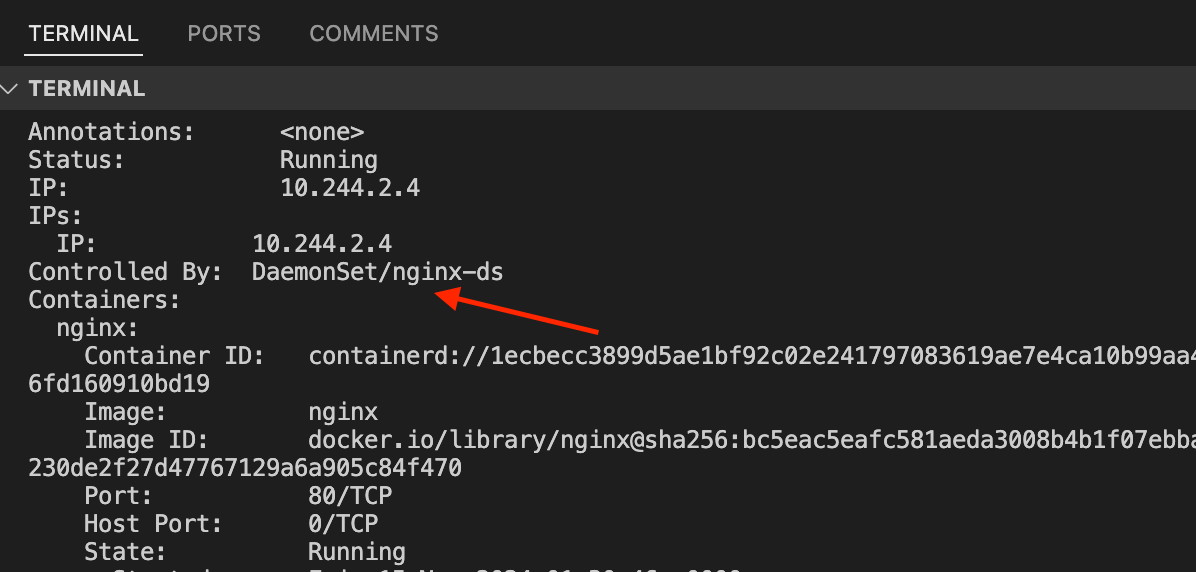 TERMINAL PORTS COMMENTS
TERMINAL
Annotations: <none>
Status: Running
IP: 10.244.2.4
IPs:
IP: 10.244.2.4
Controlled By: DaemonSet/nginx-ds
Containers:
nginx:
Container ID: containerd://1ecbecc3899d5ae1bf92c02e241797083619ae7e4ca10b99aa4
6fd160910bd19
Image: nginx
Image ID: docker.io/library/nginx@sha256:bc5eac5eafc581aeda3008b4b1f07ebba
230de2f27d47767129a6a905c84f470
Port: 80/TCP
Host Port: 0/TCP
State: Running